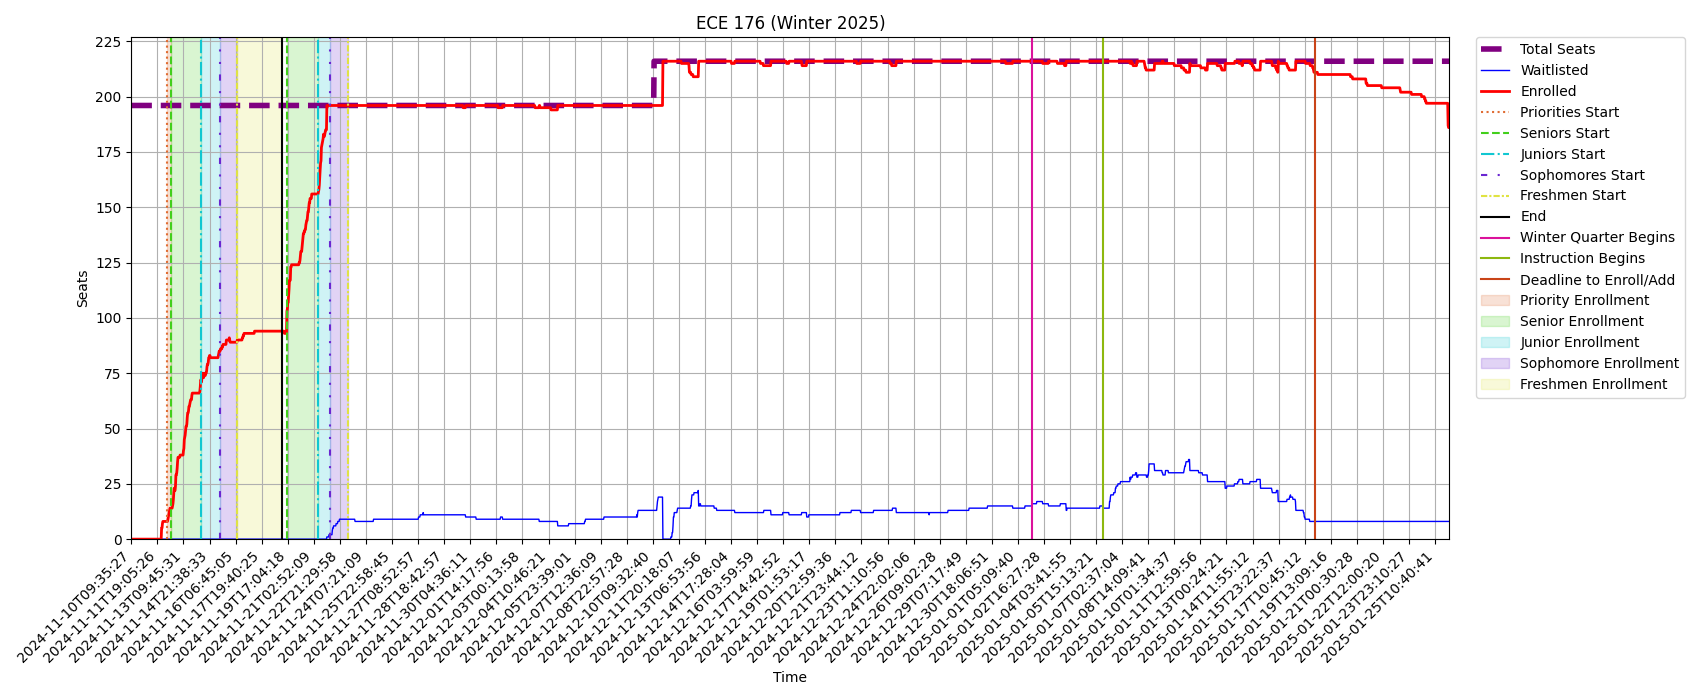 ECE 176 (Winter 2025)
Seats
225
200
175
150
125
100
75
50
25
0
2024-11-10T09:35:27
2024-11-11T19:05:26
2024-11-13T09:45:31
2024-11-14T21:38:33
2024-11-16T06:45:05
2024-11-17T19:40:25
2024-11-19T17:04:18
2024-11-21T02:52:09
2024-11-22T21:29:58
2024-11-24T07:21:09
2024-11-25T22:58:45
2024-11-27T08:52:57
2024-11-28T18:42:57
2024-11-30T04:36:11
2024-12-01T14:17:56
2024-12-03T00:13:58
2024-12-04T10:46:21
2024-12-05T23:39:01
2024-12-07T12:36:09
2024-12-08T22:57:28
2024-12-10T09:32:40
2024-12-11T20:18:07
2024-12-13T06:53:56
2024-12-14T17:28:04
2024-12-16T03:59:59
2024-12-17T14:42:52
2024-12-19T01:53:17
2024-12-20T12:59:36
2024-12-21T23:44:12
2024-12-23T11:10:56
2024-12-24T22:02:06
2024-12-26T09:02:28
2024-12-29T07:17:49
2024-12-30T18:06:51
2025-01-01T05:09:40
2025-01-02T16:27:28
2025-01-04T03:41:55
2025-01-05T15:13:21
2025-01-07T02:37:04
2025-01-08T14:09:41
2025-01-10T01:34:37
2025-01-11T12:59:56
2025-01-13T00:24:21
2025-01-14T11:55:12
2025-01-15T23:22:37
2025-01-17T10:45:12
2025-01-19T13:09:16
2025-01-21T00:30:28
2025-01-22T12:00:20
2025-01-23T23:10:27
2025-01-25T10:40:41
Time
Total Seats
Waitlisted
Enrolled
Priorities Start
Seniors Start
Juniors Start
Sophomores Start
Freshmen Start
End
Winter Quarter Begins
Instruction Begins
Deadline to Enroll/Add
Priority Enrollment
Senior Enrollment
Junior Enrollment
Sophomore Enrollment
Freshmen Enrollment